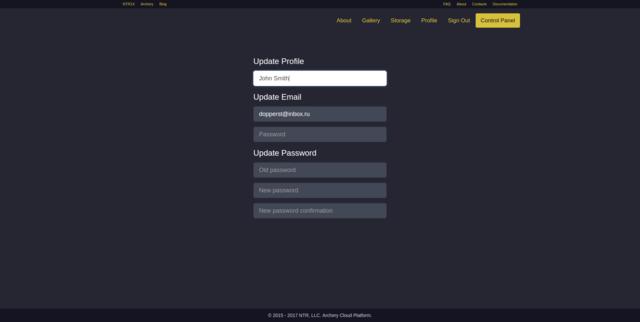 NTR1X Archery Blog FAQ About Contacts Documentation
About Gallery Storage Profile Sign Out Control Panel
Update Profile
John Smith
Update Email
dopperst@inbox.ru
Password
Update Password
Old password
New password
New password confirmation
© 2015 - 2017 NTR, LLC. Archery Cloud Platform.